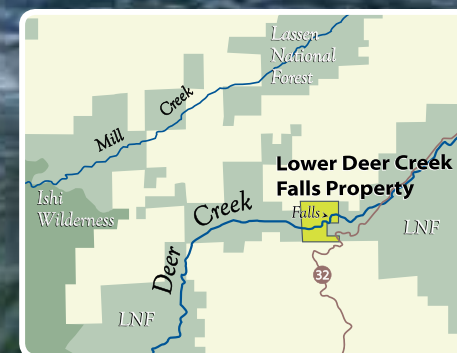 Lassen
National
Forest
Mill Creek
Lower Deer Creek
Falls Property
Ishi
Wilderness
Falls
Deer Creek
LNF
32
LNF